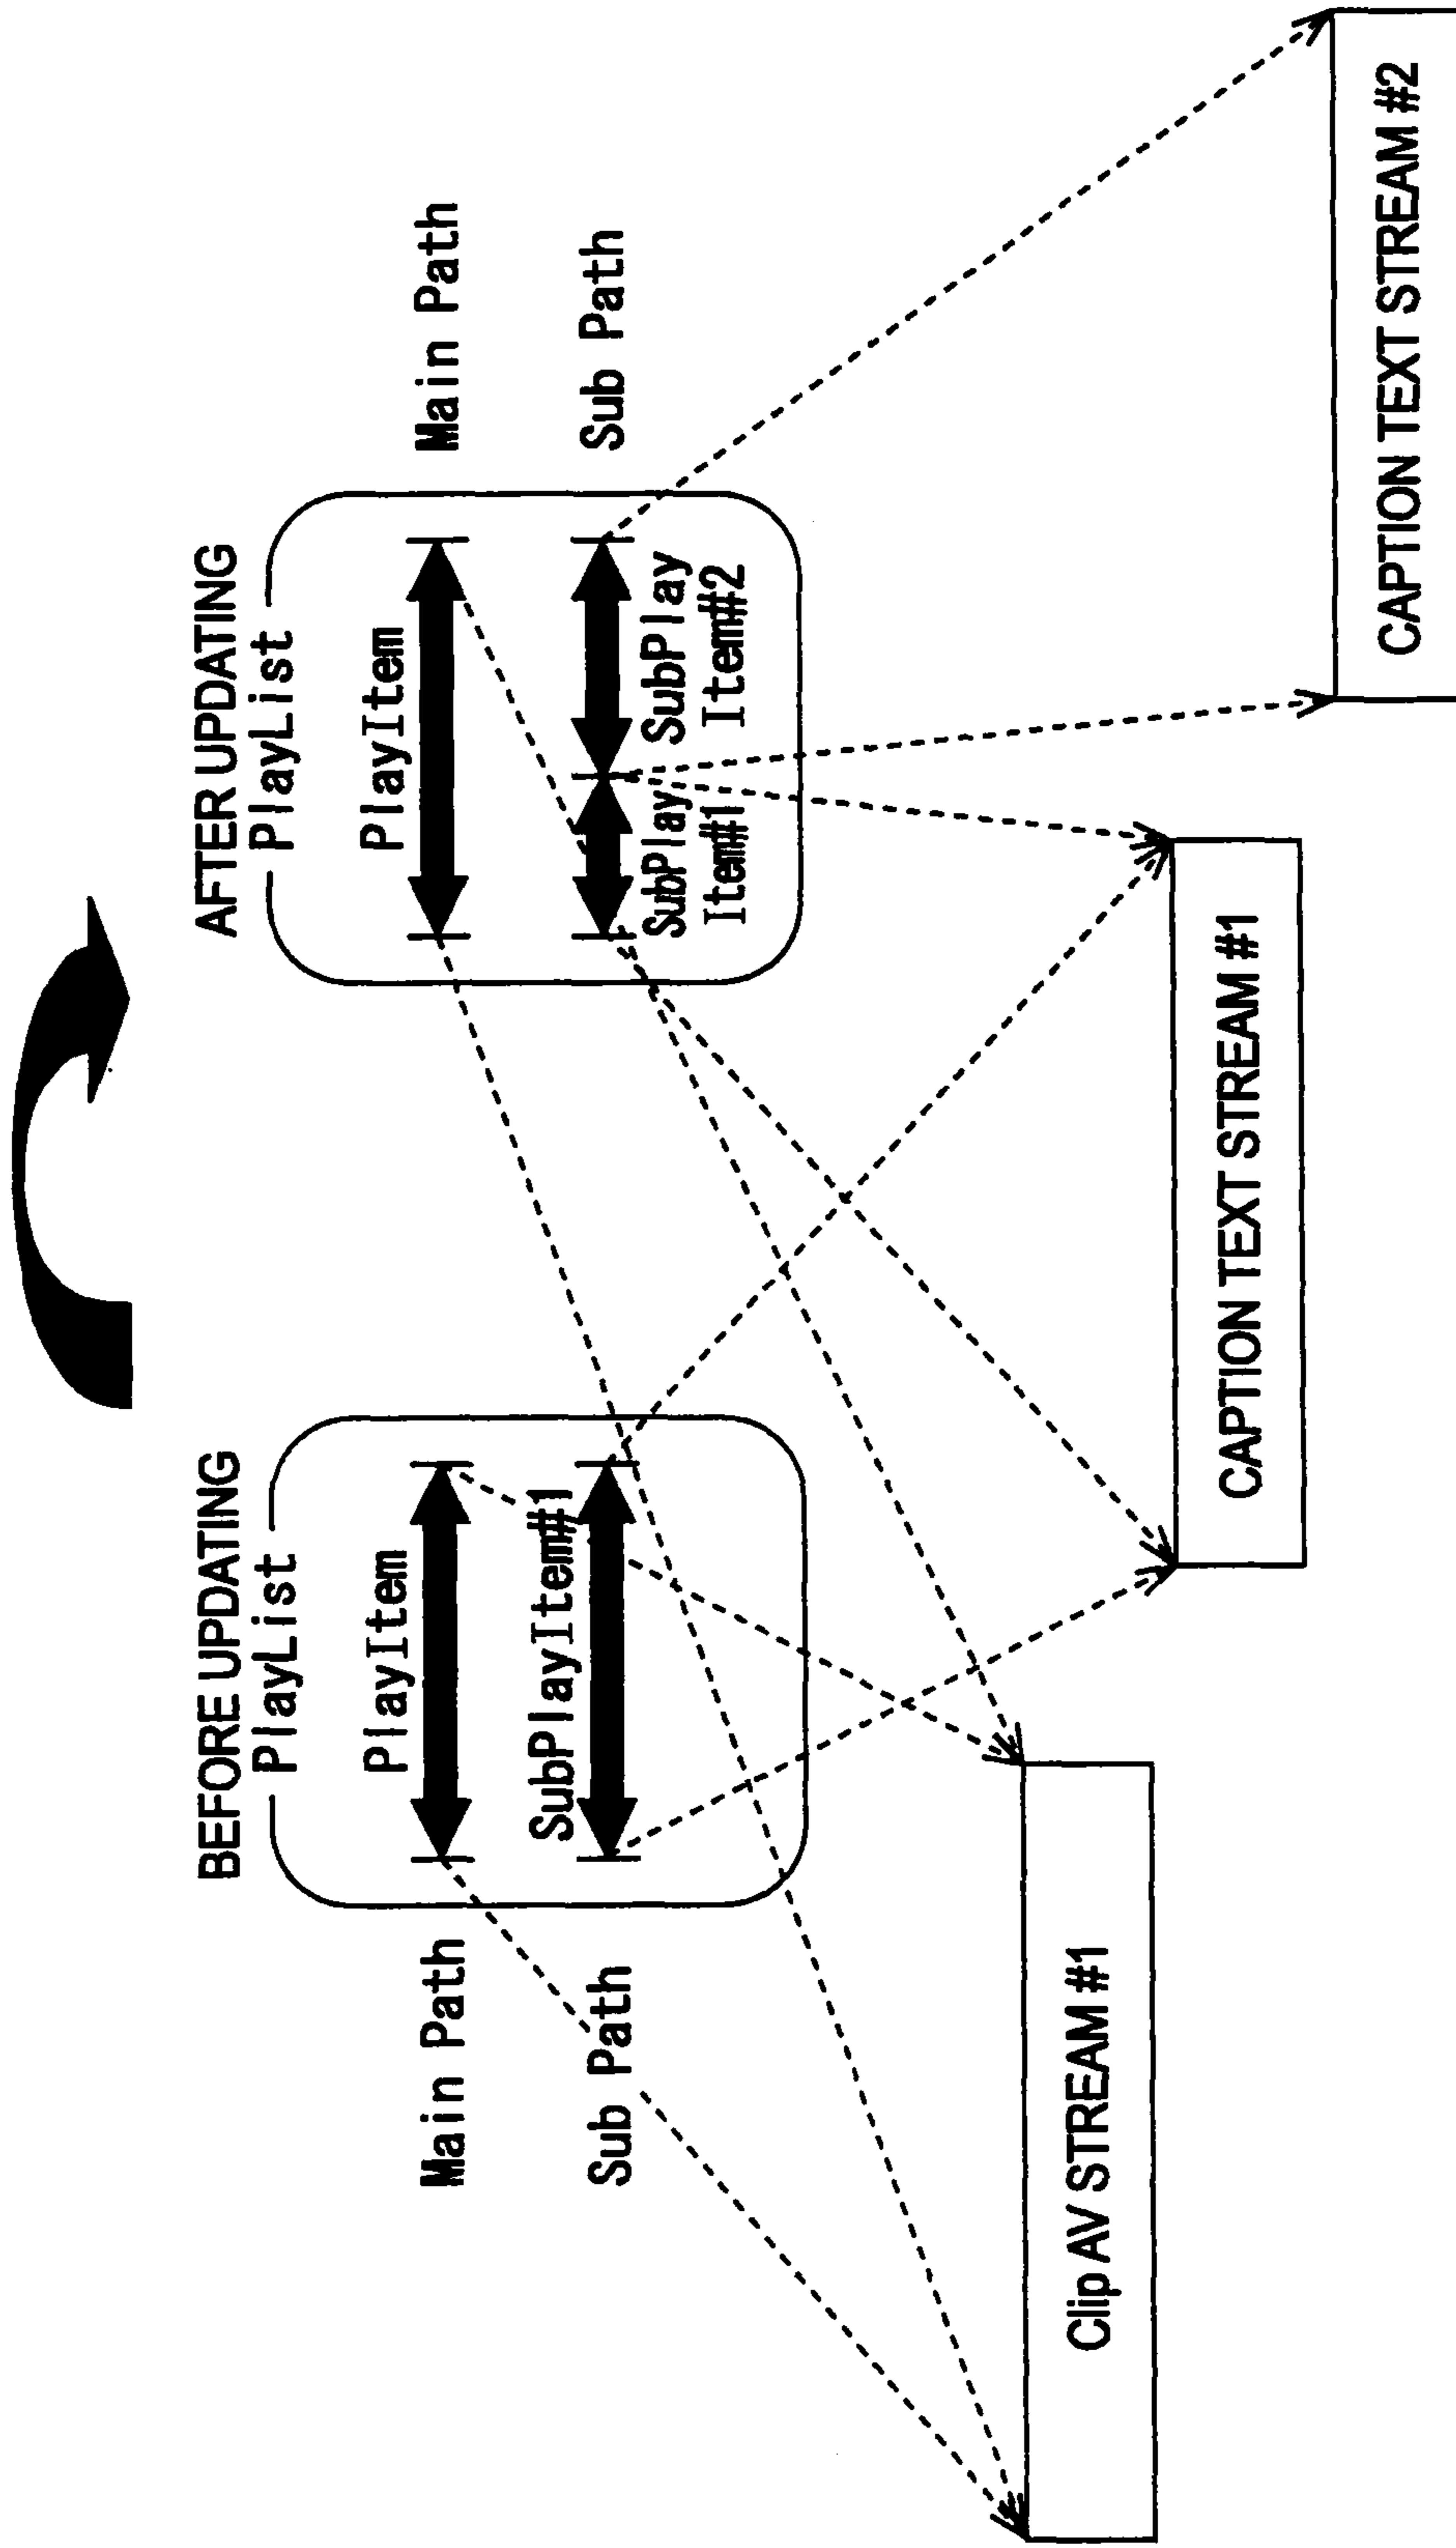 BEFORE UPDATING
PlayList
PlayItem
SubPlayItem#1
Main Path
Sub Path
AFTER UPDATING
PlayList
PlayItem
SubPlay
Item#1
SubPlay
Item#2
Main Path
Sub Path
Clip AV STREAM #1
CAPTION TEXT STREAM #1
CAPTION TEXT STREAM #2